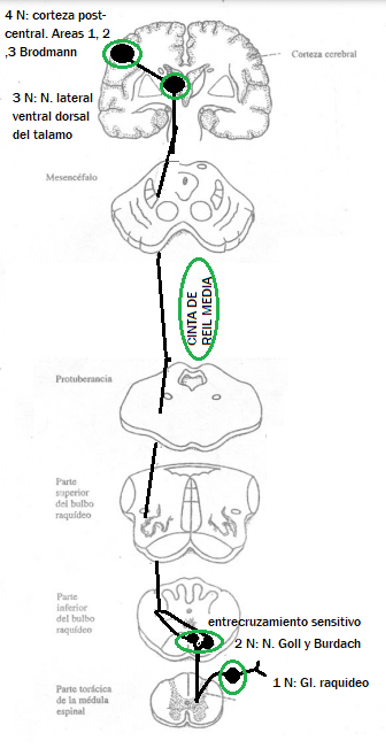 4 N: corteza post-
central. Areas 1, 2
,3 Brodmann
Corteza cerebral
3 N: N. lateral
ventral dorsal
del talamo
Mesencéfalo
CINTA DE
REIL MEDIA
Protuberancia
Parte
superior
del bulbo
raquídeo
Parte
inferior
del bulbo
raquídeo
entrecruzamiento sensitivo
2 N: N. Goll y Burdach
1 N: Gl. raquideo
Parte torácica
de la médula
espinal